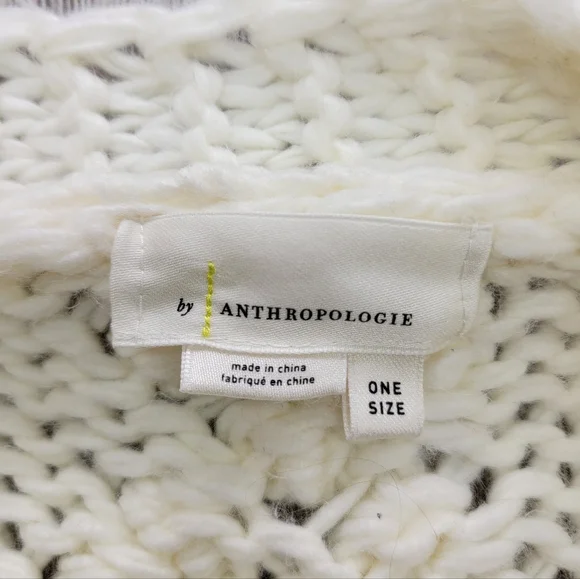 by ANTHROPOLOGIE
made in china
fabriqué en chine
ONE
SIZE